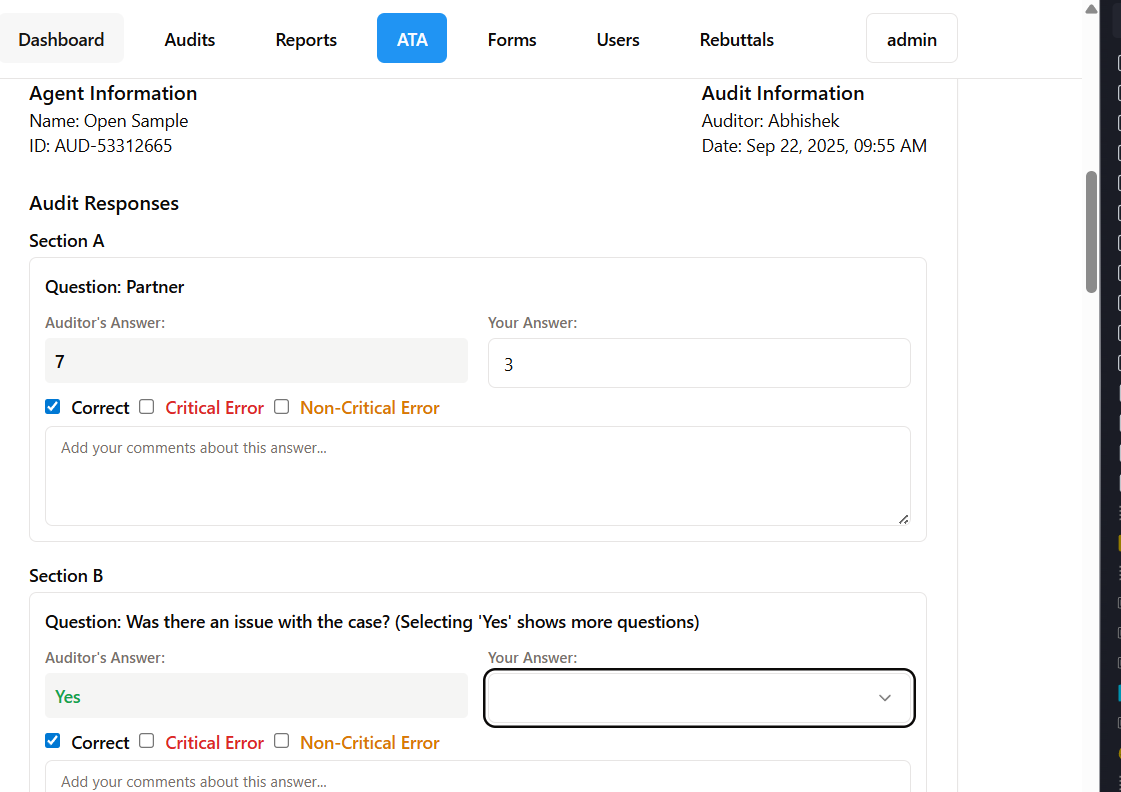 Dashboard Audits Reports ATA Forms Users Rebuttals admin
Agent Information
Name: Open Sample
ID: AUD-53312665
Audit Information
Auditor: Abhishek
Date: Sep 22, 2025, 09:55 AM
Audit Responses
Section A
Question: Partner
Auditor's Answer:
7
Your Answer:
3
Correct Critical Error Non-Critical Error
Add your comments about this answer...
Section B
Question: Was there an issue with the case? (Selecting 'Yes' shows more questions)
Auditor's Answer:
Yes
Your Answer:
Correct Critical Error Non-Critical Error
Add your comments about this answer...